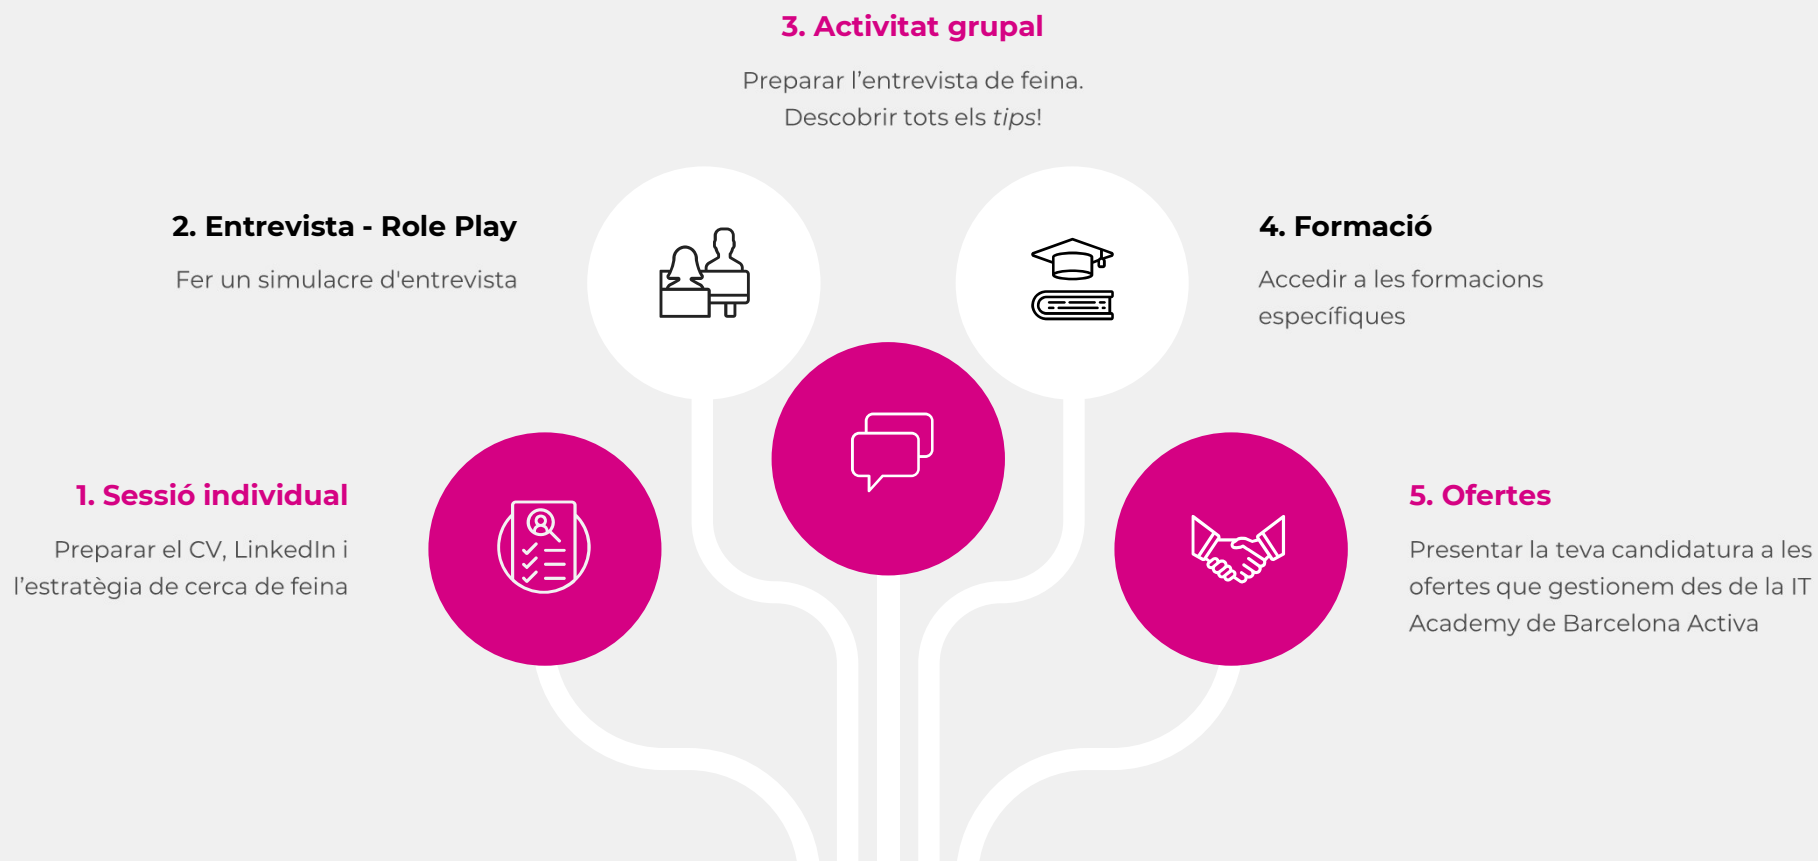 3. Activitat grupal
Preparar l’entrevista de feina.
Descobrir tots els tips!
2. Entrevista - Role Play
Fer un simulacre d'entrevista
4. Formació
Accedir a les formacions
específiques
1. Sessió individual
Preparar el CV, LinkedIn i
l’estratègia de cerca de feina
5. Ofertes
Presentar la teva candidatura a les
ofertes que gestionem des de la IT
Academy de Barcelona Activa